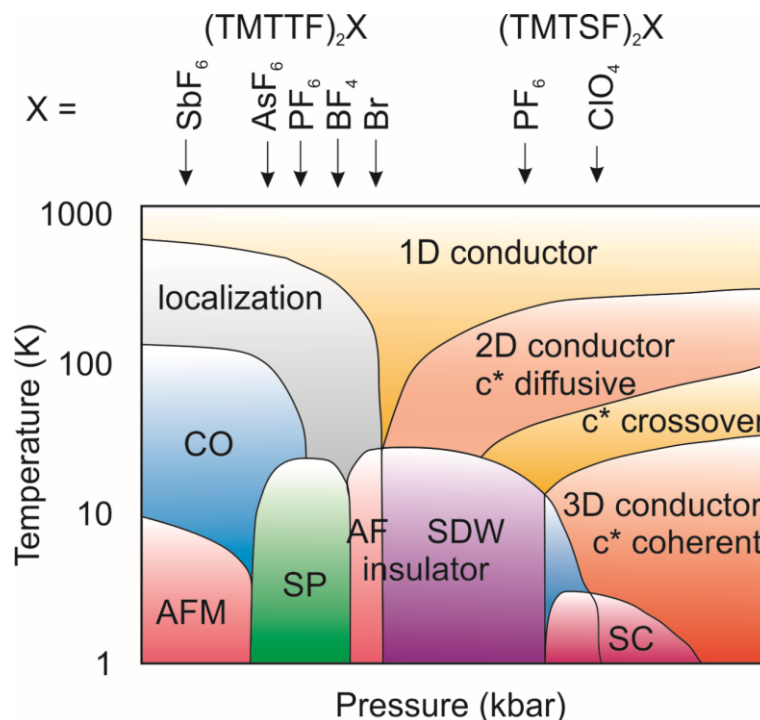 (TMTTF)₂X (TMTSF)₂X
X = SbF₆ AsF₆ PF₆ BF₄ Br PF₆ ClO₄
1000
1D conductor
localization
2D conductor
c* diffusive
100
c* crossover
CO
3D conductor
c* coherent
10
AF SDW
insulator
SP
AFM
SC
1
Temperature (K)
Pressure (kbar)